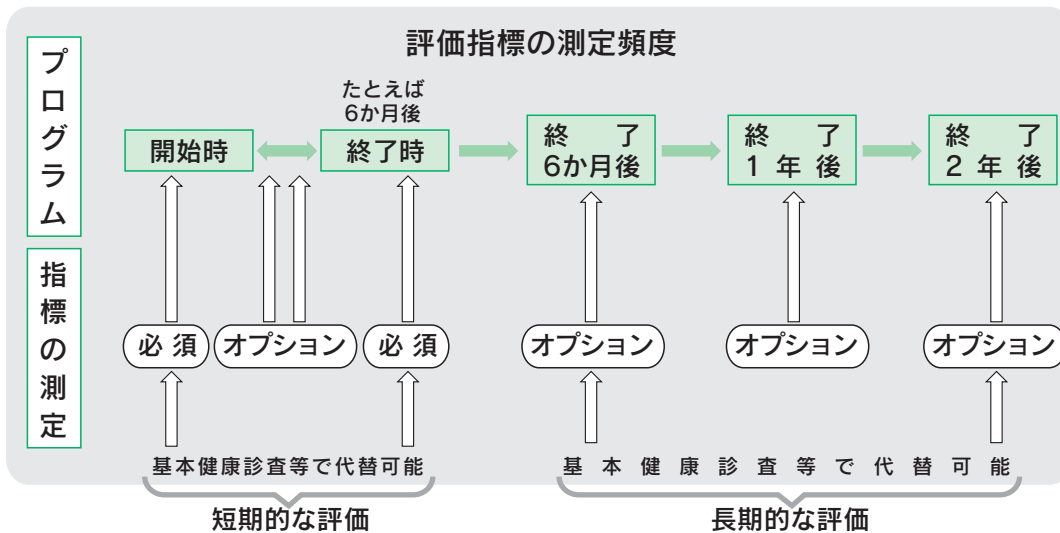 評価指標の測定頻度
プログラム
たとえば
6か月後
開始時
終了時
終了
6か月後
終了
1年後
終了
2年後
指標の測定
必須
オプション
必須
オプション
オプション
オプション
基本健康診査等で代替可能
基本健康診査等で代替可能
短期的な評価
長期的な評価